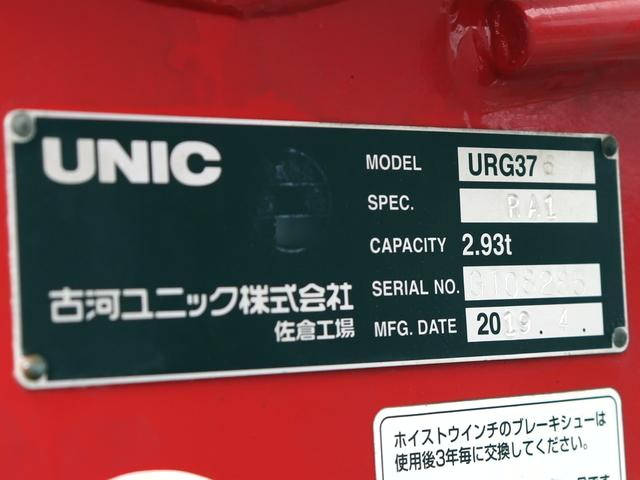 UNIC
MODEL URG37
SPEC. RA1
CAPACITY 2.93t
古河ユニック株式会社
佐倉工場
SERIAL NO.
MFG. DATE 2019.4.
ホイストウインチのブレーキシューは
使用後3年毎に交換してください。